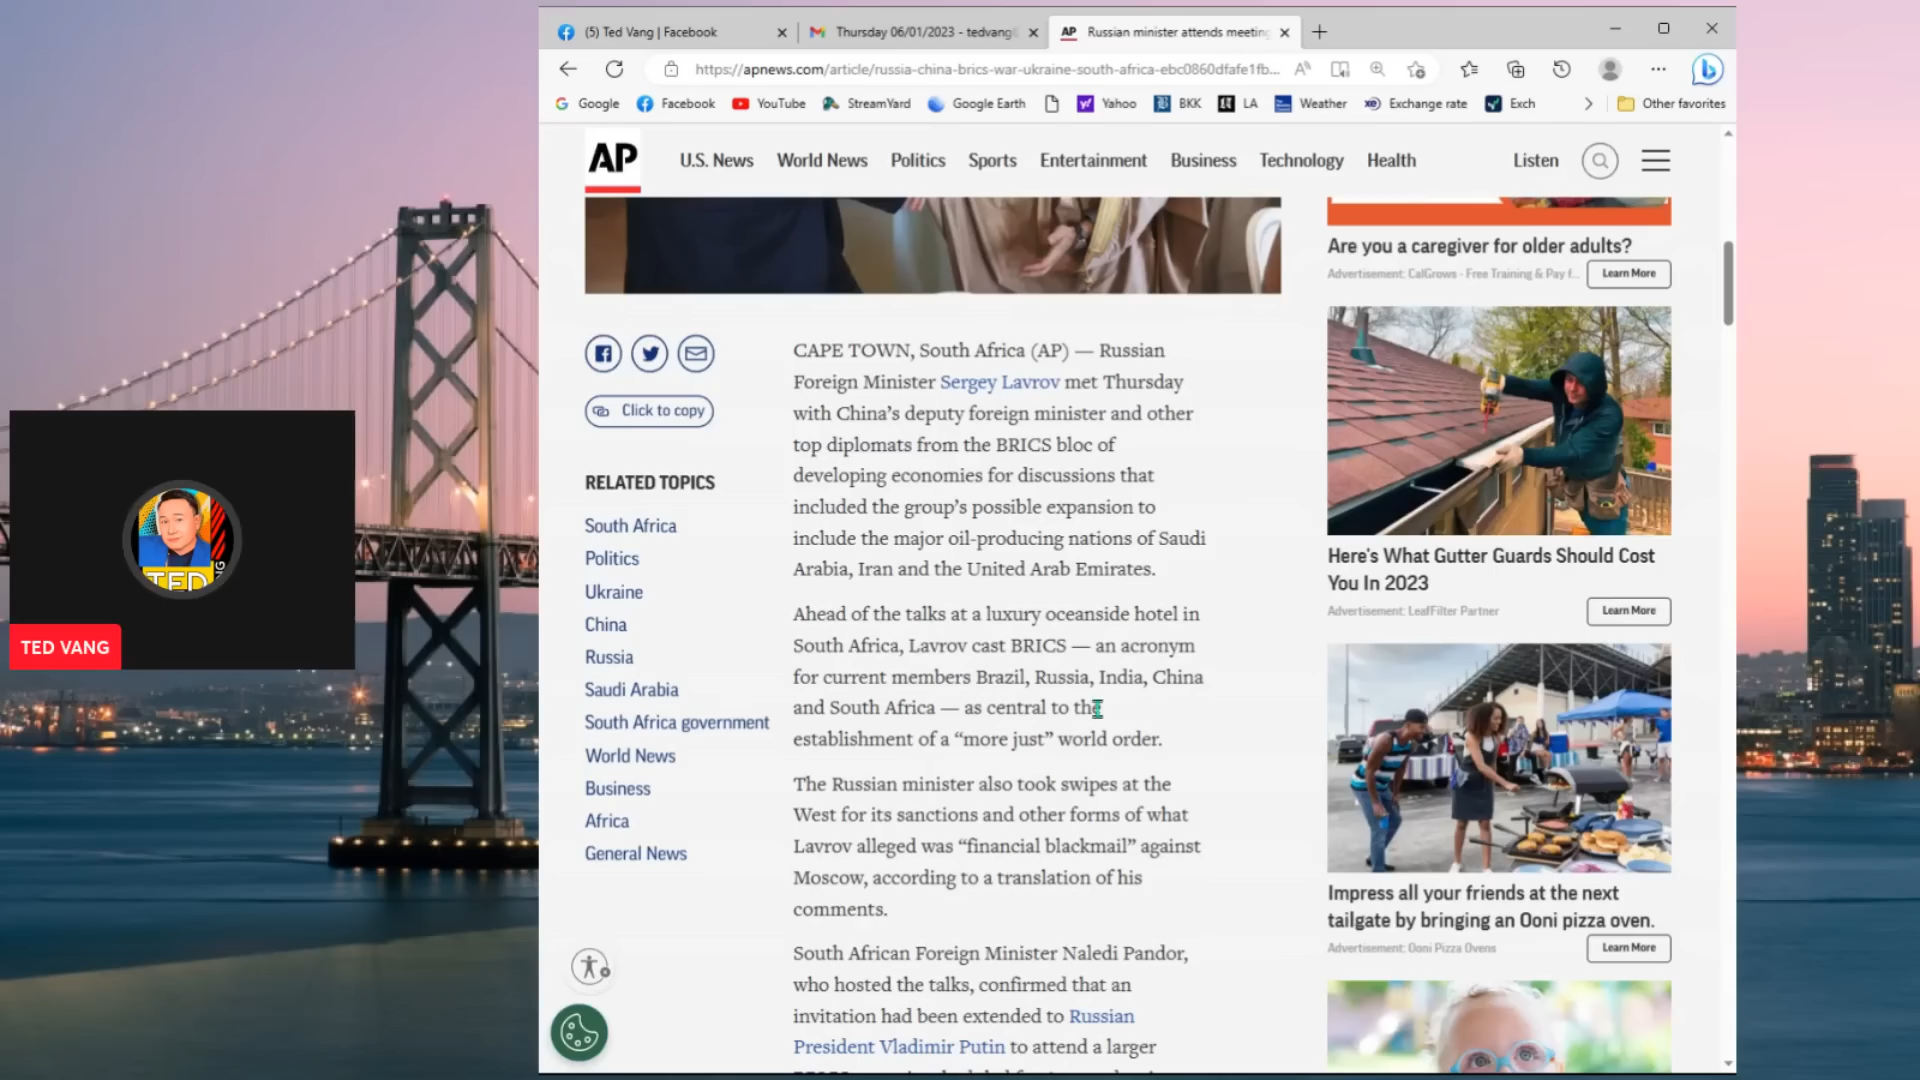 (5) Ted Vang | Facebook
Thursday 06/01/2023 - tedvang
AP Russian minister attends meeting
https://apnews.com/article/russia-china-brics-war-ukraine-south-africa-ebc0860dfafe1fb...
G Google
Facebook
YouTube
StreamYard
Google Earth
Yahoo
BKK
LA
Weather
Exchange rate
Exch
Other favorites
AP
U.S. News
World News
Politics
Sports
Entertainment
Business
Technology
Health
Listen
Click to copy
RELATED TOPICS
South Africa
Politics
Ukraine
China
Russia
Saudi Arabia
South Africa government
World News
Business
Africa
General News
CAPE TOWN, South Africa (AP) — Russian
Foreign Minister Sergey Lavrov met Thursday
with China’s deputy foreign minister and other
top diplomats from the BRICS bloc of
developing economies for discussions that
included the group’s possible expansion to
include the major oil-producing nations of Saudi
Arabia, Iran and the United Arab Emirates.
Ahead of the talks at a luxury oceanside hotel in
South Africa, Lavrov cast BRICS — an acronym
for current members Brazil, Russia, India, China
and South Africa — as central to the
establishment of a “more just” world order.
The Russian minister also took swipes at the
West for its sanctions and other forms of what
Lavrov alleged was “financial blackmail” against
Moscow, according to a translation of his
comments.
South African Foreign Minister Naledi Pandor,
who hosted the talks, confirmed that an
invitation had been extended to Russian
President Vladimir Putin to attend a larger
Are you a caregiver for older adults?
Advertisement: CalGrows - Free Training & Pay f...
Learn More
Here's What Gutter Guards Should Cost
You In 2023
Advertisement: LeafFilter Partner
Learn More
Impress all your friends at the next
tailgate by bringing an Ooni pizza oven.
Advertisement: Ooni Pizza Ovens
Learn More
TED
TED VANG